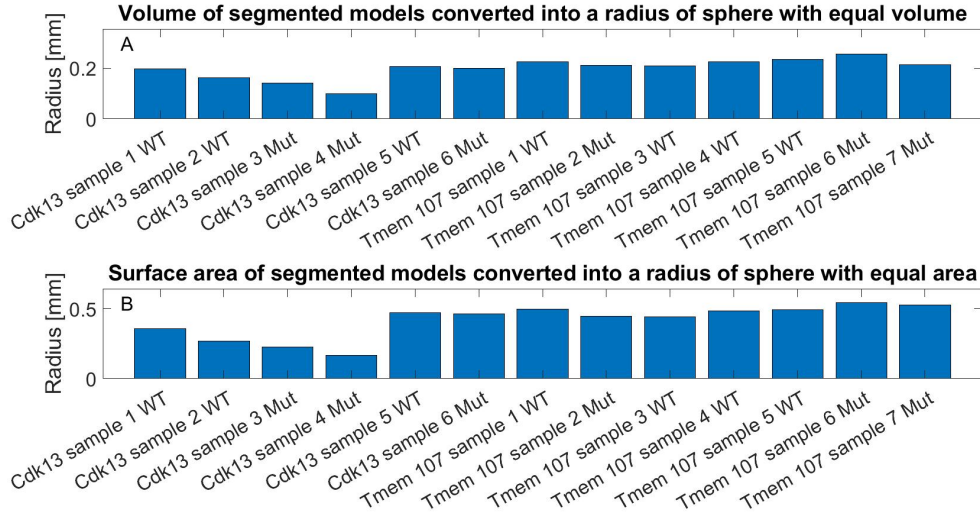 Volume of segmented models converted into a radius of sphere with equal volume
A
Radius [mm]
0.2
0
Cdk13 sample 1 WT
Cdk13 sample 2 WT
Cdk13 sample 3 Mut
Cdk13 sample 4 Mut
Cdk13 sample 5 WT
Cdk13 sample 6 Mut
Tmem 107 sample 1 WT
Tmem 107 sample 2 Mut
Tmem 107 sample 3 WT
Tmem 107 sample 4 WT
Tmem 107 sample 5 WT
Tmem 107 sample 6 Mut
Tmem 107 sample 7 Mut
Surface area of segmented models converted into a radius of sphere with equal area
B
Radius [mm]
0.5
0
Cdk13 sample 1 WT
Cdk13 sample 2 WT
Cdk13 sample 3 Mut
Cdk13 sample 4 Mut
Cdk13 sample 5 WT
Cdk13 sample 6 Mut
Tmem 107 sample 1 WT
Tmem 107 sample 2 Mut
Tmem 107 sample 3 WT
Tmem 107 sample 4 WT
Tmem 107 sample 5 WT
Tmem 107 sample 6 Mut
Tmem 107 sample 7 Mut